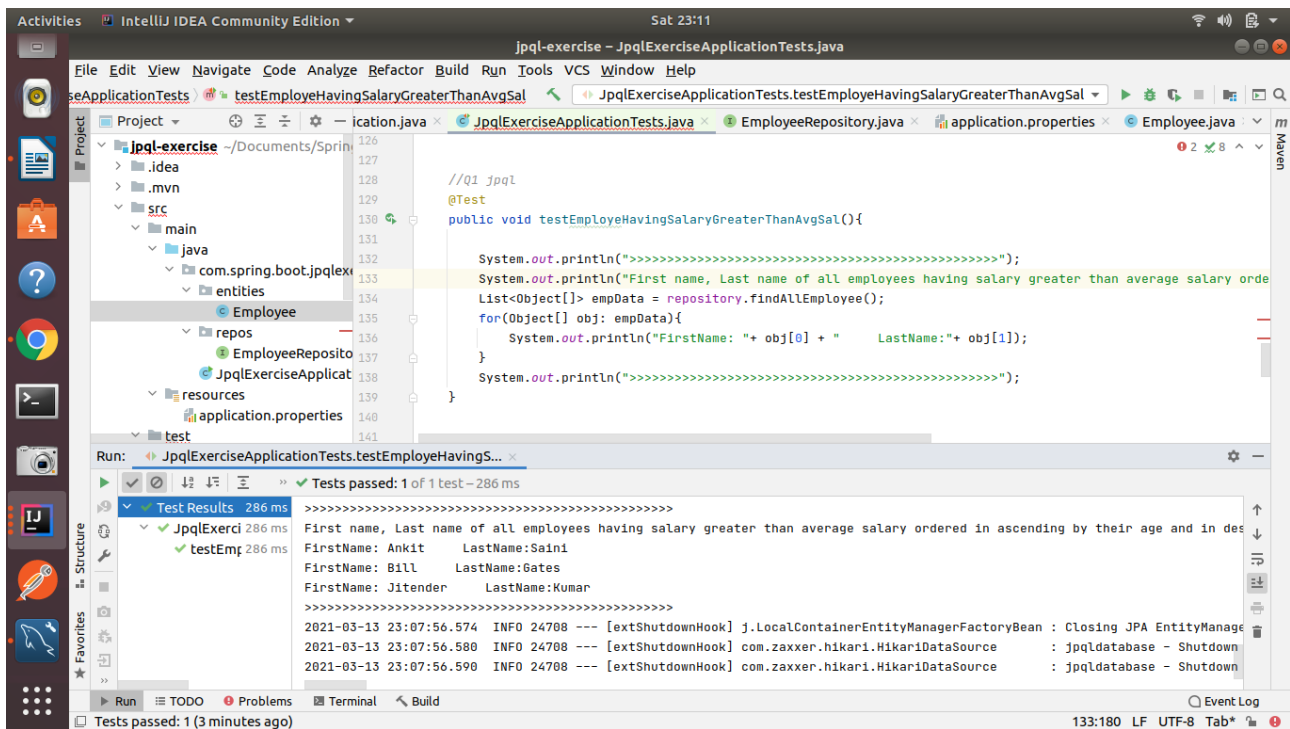 Activities IntelliJ IDEA Community Edition Sat 23:11
jpql-exercise – JpqlExerciseApplicationTests.java
File Edit View Navigate Code Analyze Refactor Build Run Tools VCS Window Help
seApplicationTests testEmployeHavingSalaryGreaterThanAvgSal JpqlExerciseApplicationTests.testEmployeHavingSalaryGreaterThanAvgSal
Project ication.java JpqlExerciseApplicationTests.java EmployeeRepository.java application.properties Employee.java
Project
Maven
jpql-exercise ~/Documents/Sprin
.idea
.mvn
src
main
java
com.spring.boot.jpqlex
entities
Employee
repos
EmployeeReposito
JpqlExerciseApplicat
resources
application.properties
test
2 8
126
127
128 //Q1 jpql
129 @Test
130 public void testEmployeHavingSalaryGreaterThanAvgSal(){
131
132 System.out.println(">>>>>>>>>>>>>>>>>>>>>>>>>>>>>>>>>>>>>>>>>>>>>>>>>");
133 System.out.println("First name, Last name of all employees having salary greater than average salary orde
134 List<Object[]> empData = repository.findAllEmployee();
135 for(Object[] obj: empData){
136 System.out.println("FirstName: "+ obj[0] + "     LastName:"+ obj[1]);
137 }
138 System.out.println(">>>>>>>>>>>>>>>>>>>>>>>>>>>>>>>>>>>>>>>>>>>>>>>>>");
139 }
140
141
Run: JpqlExerciseApplicationTests.testEmployeHavingS...
Tests passed: 1 of 1 test – 286 ms
Test Results 286 ms
JpqlExerci 286 ms
testEmp 286 ms
>>>>>>>>>>>>>>>>>>>>>>>>>>>>>>>>>>>>>>>>>>>>>>>>>
First name, Last name of all employees having salary greater than average salary ordered in ascending by their age and in des
FirstName: Ankit     LastName:Saini
FirstName: Bill     LastName:Gates
FirstName: Jitender     LastName:Kumar
>>>>>>>>>>>>>>>>>>>>>>>>>>>>>>>>>>>>>>>>>>>>>>>>>
2021-03-13 23:07:56.574  INFO 24708 --- [extShutdownHook] j.LocalContainerEntityManagerFactoryBean : Closing JPA EntityManage
2021-03-13 23:07:56.580  INFO 24708 --- [extShutdownHook] com.zaxxer.hikari.HikariDataSource       : jpqldatabase - Shutdown
2021-03-13 23:07:56.590  INFO 24708 --- [extShutdownHook] com.zaxxer.hikari.HikariDataSource       : jpqldatabase - Shutdown
Structure
Favorites
Run TODO Problems Terminal Build Event Log
Tests passed: 1 (3 minutes ago) 133:180 LF UTF-8 Tab*